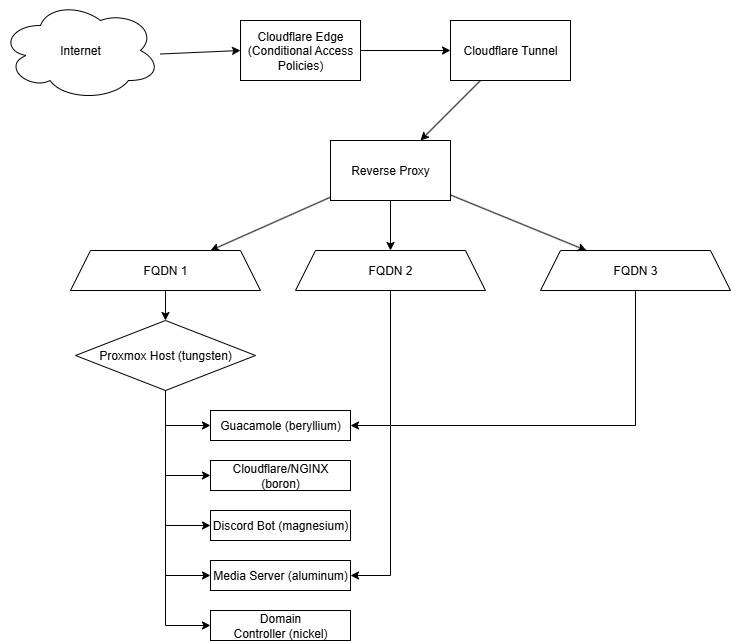 Internet
Cloudflare Edge
(Conditional Access
Policies)
Cloudflare Tunnel
Reverse Proxy
FQDN 1
FQDN 2
FQDN 3
Proxmox Host (tungsten)
Guacamole (beryllium)
Cloudflare/NGINX
(boron)
Discord Bot (magnesium)
Media Server (aluminum)
Domain
Controller (nickel)